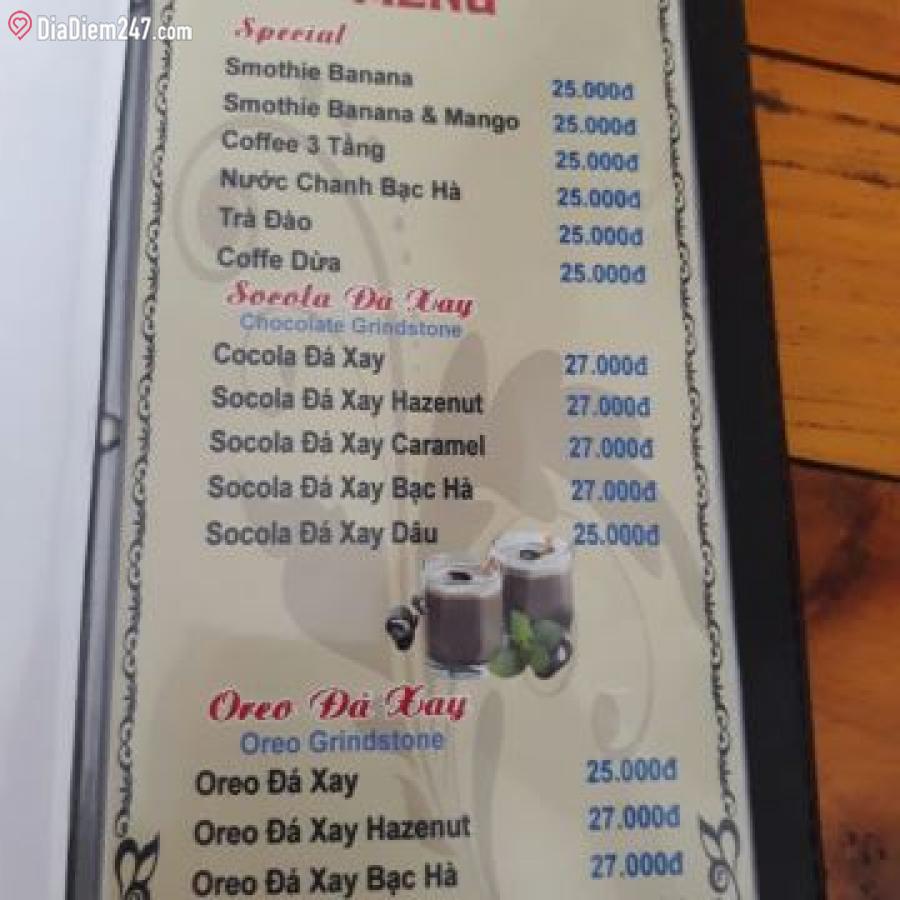 DiaDiem247.com
MENU
Special
Smothie Banana 25.000đ
Smothie Banana & Mango 25.000đ
Coffee 3 Tầng 25.000đ
Nước Chanh Bạc Hà 25.000đ
Trà Đào 25.000đ
Coffe Dừa 25.000đ
Socola Đá Xay
Chocolate Grindstone
Cocola Đá Xay 27.000đ
Socola Đá Xay Hazenut 27.000đ
Socola Đá Xay Caramel 27.000đ
Socola Đá Xay Bạc Hà 27.000đ
Socola Đá Xay Dâu 25.000đ
Oreo Đá Xay
Oreo Grindstone
Oreo Đá Xay 25.000đ
Oreo Đá Xay Hazenut 27.000đ
Oreo Đá Xay Bạc Hà 27.000đ